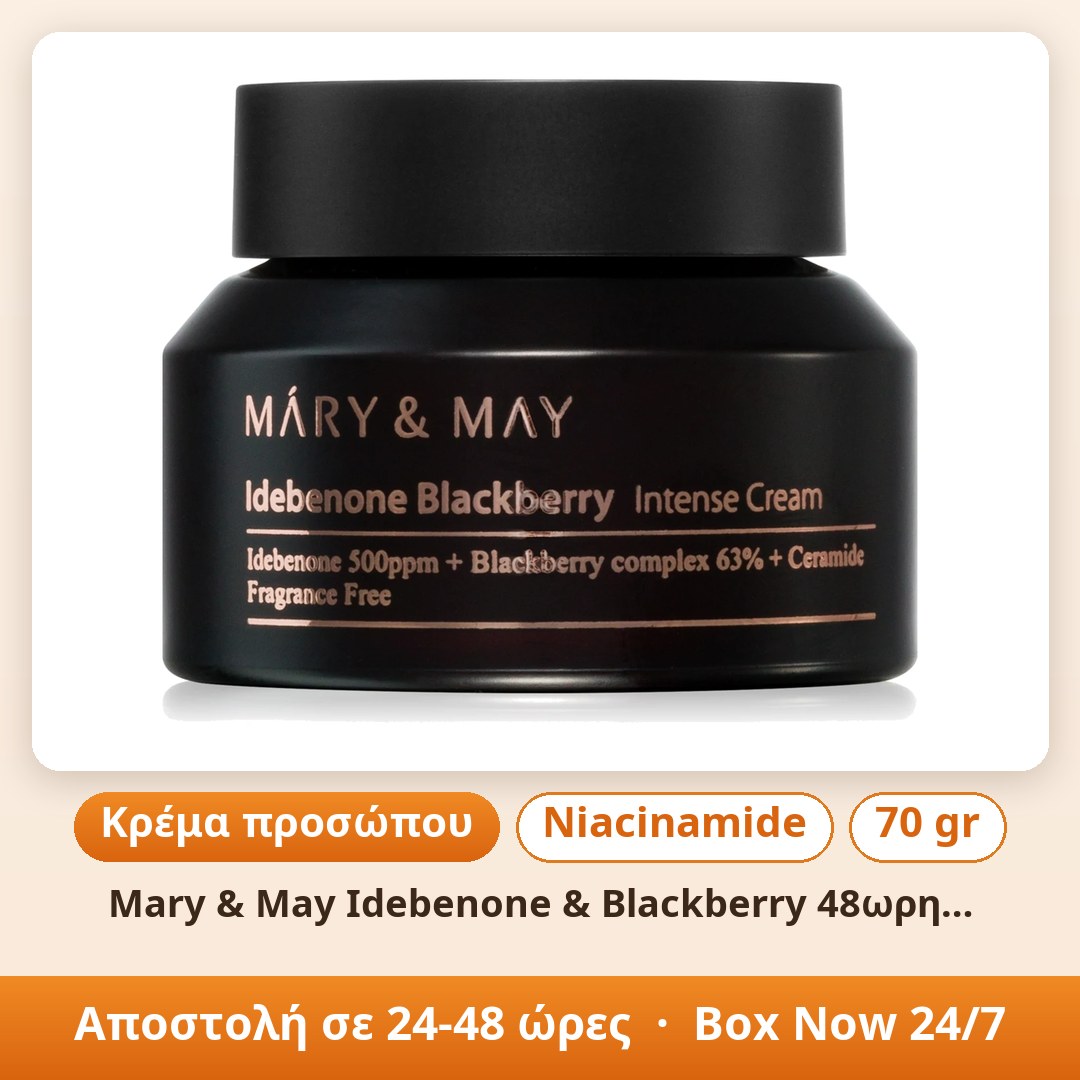 MÁRY & MAY
Idebenone Blackberry Intense Cream
Idebenone 500ppm + Blackberry complex 63% + Ceramide
Fragrance Free
Κρέμα προσώπου
Niacinamide
70 gr
Mary & May Idebenone & Blackberry 48ωρη...
Αποστολή σε 24-48 ώρες · Box Now 24/7